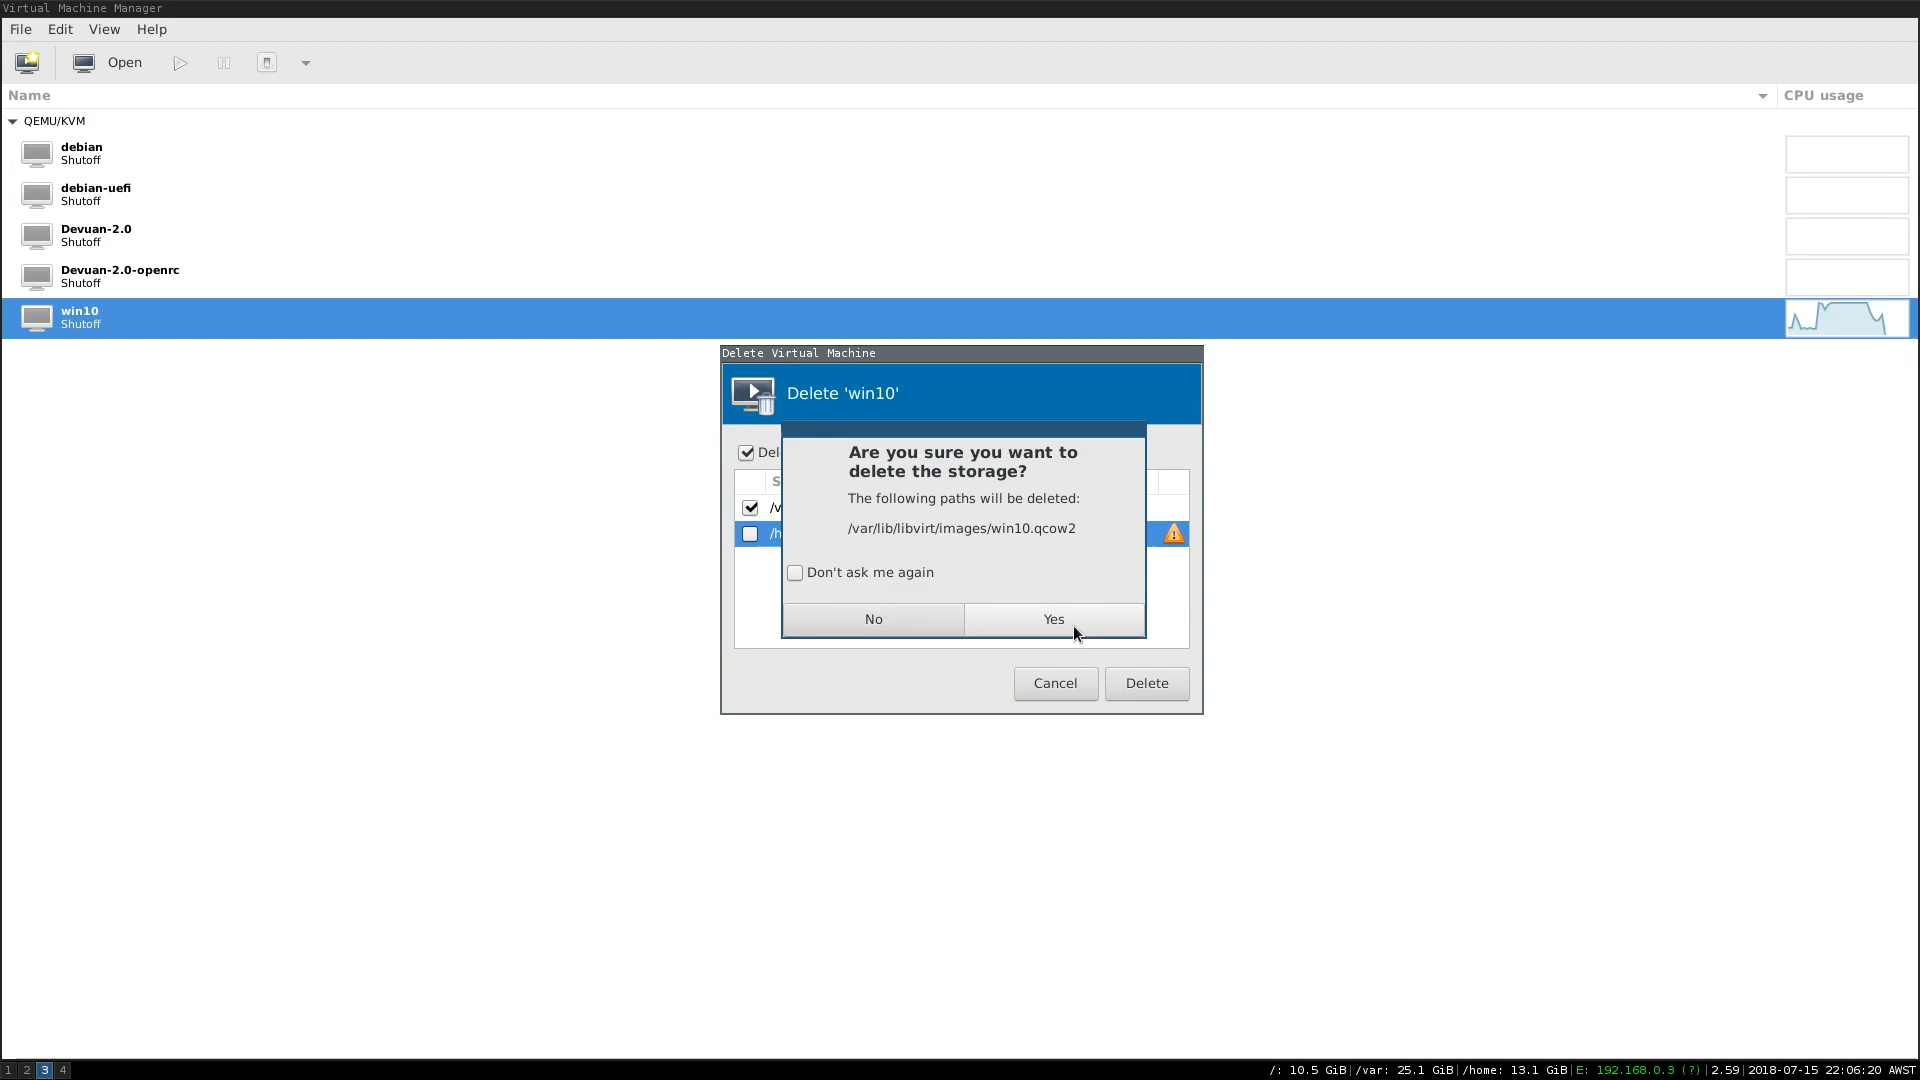 Virtual Machine Manager
File Edit View Help
Open
Name CPU usage
QEMU/KVM
debian
Shutoff
debian-uefi
Shutoff
Devuan-2.0
Shutoff
Devuan-2.0-openrc
Shutoff
win10
Shutoff
Delete Virtual Machine
Delete 'win10'
Del
S
/v
/h
Are you sure you want to
delete the storage?
The following paths will be deleted:
/var/lib/libvirt/images/win10.qcow2
Don't ask me again
No Yes
Cancel Delete
1 2 3 4 /: 10.5 GiB|/var: 25.1 GiB|/home: 13.1 GiB|E: 192.168.0.3 (?)|2.59|2018-07-15 22:06:20 AWST